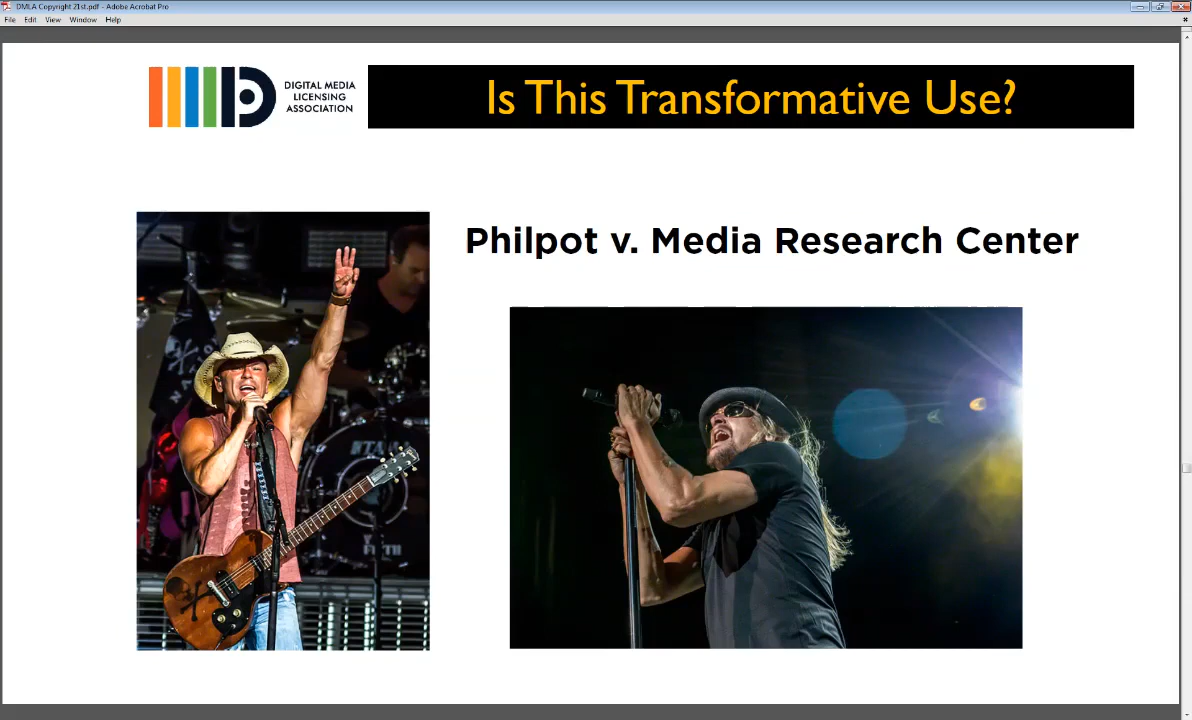 DMLA Copyright 21st.pdf - Adobe Acrobat Pro
File Edit View Window Help
DIGITAL MEDIA
LICENSING
ASSOCIATION
Is This Transformative Use?
Philpot v. Media Research Center